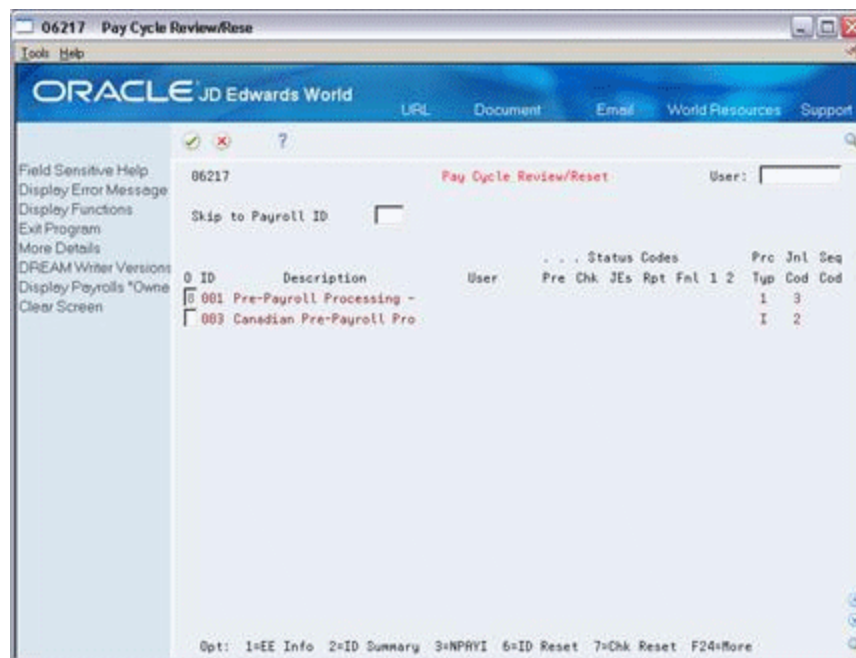 06217 Pay Cycle Review/Rese
Tools Help
ORACLE JD Edwards World
URL Document Email World Resources Support
Field Sensitive Help
Display Error Message
Display Functions
Exit Program
More Details
DREAM Writer Versions
Display Payrolls "Owne
Clear Screen
06217 Pay Cycle Review/Reset User:
Skip to Payroll ID
. . . Status Codes Prc Jnl Seq
O ID Description User Pre Chk JEs Rpt Fnl 1 2 Typ Cod Cod
001 Pre-Payroll Processing - 1 3
003 Canadian Pre-Payroll Pro I 2
Opt: 1=EE Info 2=ID Summary 3=NPAYI 6=ID Reset 7=Chk Reset F24=More